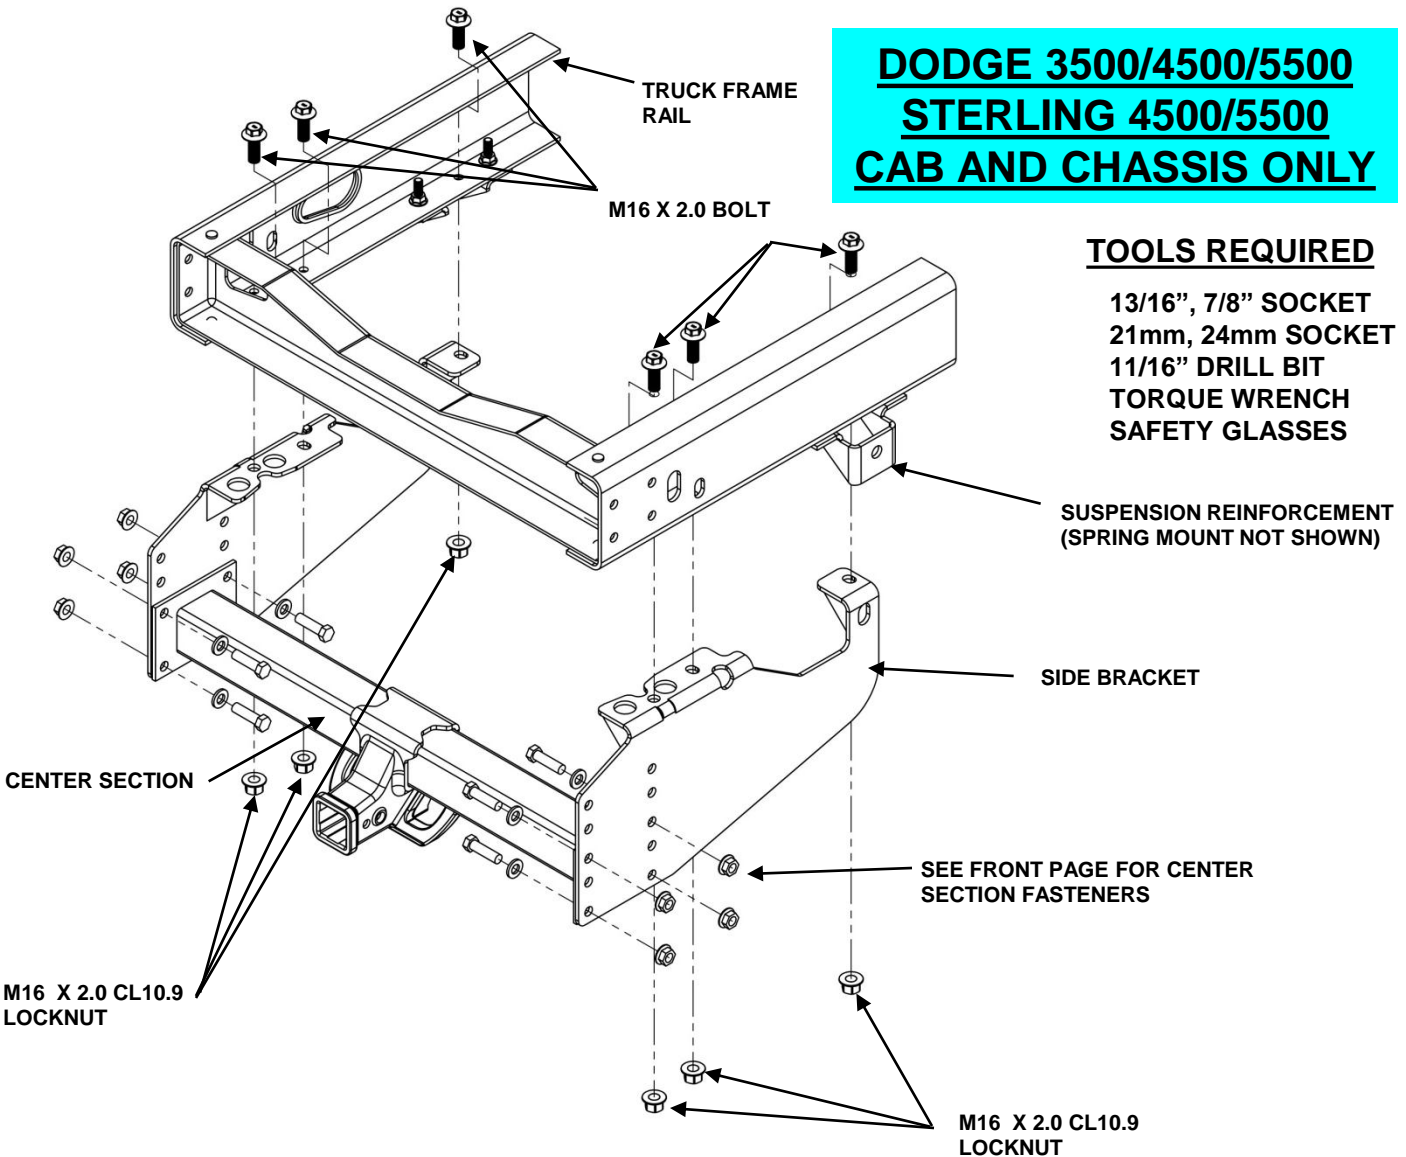 DODGE 3500/4500/5500
STERLING 4500/5500
CAB AND CHASSIS ONLY
TRUCK FRAME
RAIL
M16 X 2.0 BOLT
TOOLS REQUIRED
13/16”, 7/8” SOCKET
21mm, 24mm SOCKET
11/16” DRILL BIT
TORQUE WRENCH
SAFETY GLASSES
SUSPENSION REINFORCEMENT
(SPRING MOUNT NOT SHOWN)
SIDE BRACKET
CENTER SECTION
SEE FRONT PAGE FOR CENTER
SECTION FASTENERS
M16  X 2.0 CL10.9
LOCKNUT
M16  X 2.0 CL10.9
LOCKNUT